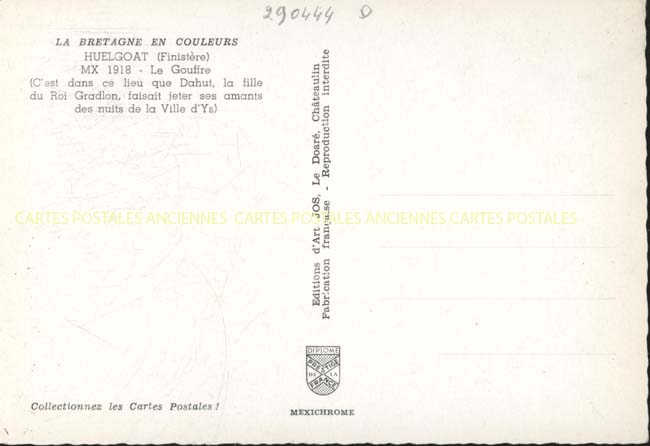 290444 D
LA BRETAGNE EN COULEURS
HUELGOAT (Finistère)
MX 1918 - Le Gouffre
(C'est dans ce lieu que Dahut, la fille
du Roi Gradlon, faisait jeter ses amants
des nuits de la Ville d'Ys)
Editions d'Art JOS, Le Doaré, Châteaulin
Fabrication française - Reproduction interdite
CARTES POSTALES ANCIENNES CARTES POSTALES ANCIENNES CARTES POSTALES
DIPLOME
PRESTIGE
DE LA
FRANCE
Collectionnez les Cartes Postales !
MEXICHROME